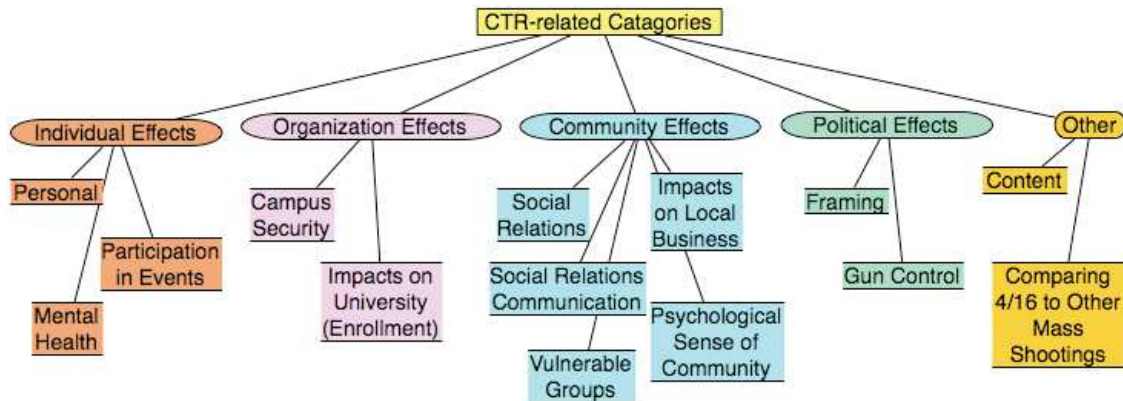 CTR-related Catagories
Individual Effects
Organization Effects
Community Effects
Political Effects
Other
Personal
Participation
in Events
Mental
Health
Campus
Security
Impacts on
University
(Enrollment)
Social
Relations
Impacts
on Local
Business
Social Relations
Communication
Psychological
Sense of
Community
Vulnerable
Groups
Framing
Gun Control
Content
Comparing
4/16 to Other
Mass
Shootings